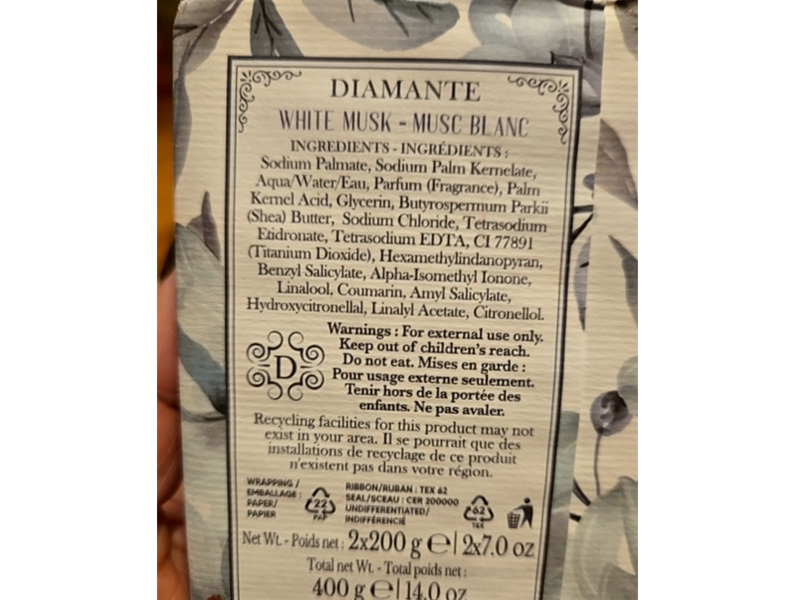 DIAMANTE
WHITE MUSK - MUSC BLANC
INGREDIENTS - INGRÉDIENTS :
Sodium Palmate, Sodium Palm Kernelate,
Aqua/Water/Eau, Parfum (Fragrance), Palm
Kernel Acid, Glycerin, Butyrospermum Parkii
(Shea) Butter, Sodium Chloride, Tetrasodium
Etidronate, Tetrasodium EDTA, CI 77891
(Titanium Dioxide), Hexamethylindanopyran,
Benzyl Salicylate, Alpha-Isomethyl Ionone,
Linalool, Coumarin, Amyl Salicylate,
Hydroxycitronellal, Linalyl Acetate, Citronellol.
Warnings : For external use only.
Keep out of children's reach.
Do not eat. Mises en garde :
Pour usage externe seulement.
Tenir hors de la portée des
enfants. Ne pas avaler.
D
Recycling facilities for this product may not
exist in your area. Il se pourrait que des
installations de recyclage de ce produit
n'existent pas dans votre région.
WRAPPING /
EMBALLAGE :
PAPER/
PAPIER
22
PAP
RIBBON/RUBAN : TEX 62
SEAL/SCEAU : CER 200000
UNDIFFERENTIATED/
INDIFFÉRENCIÉ
62
TEX
Net Wt. - Poids net : 2x200 g ℮ | 2x7.0 oz
Total net Wt. - Total poids net :
400 g ℮ | 14.0 oz